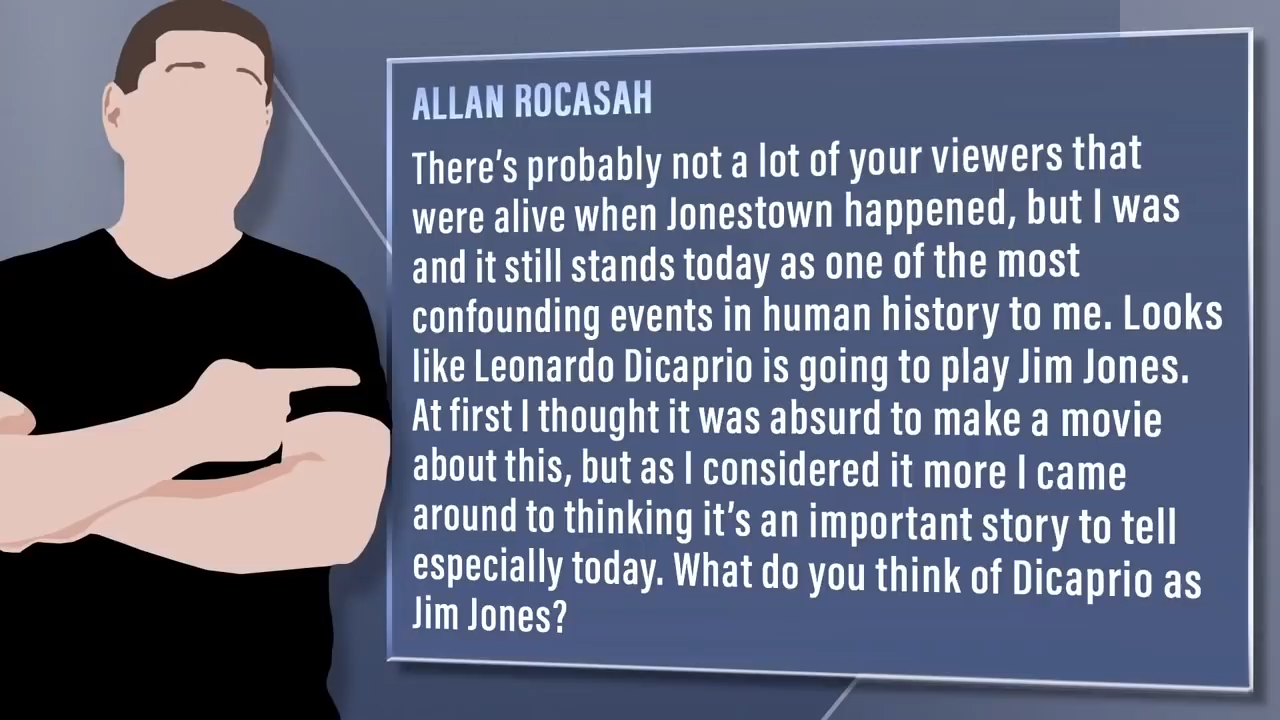 ALLAN ROCASAH
There's probably not a lot of your viewers that
were alive when Jonestown happened, but I was
and it still stands today as one of the most
confounding events in human history to me. Looks
like Leonardo Dicaprio is going to play Jim Jones.
At first I thought it was absurd to make a movie
about this, but as I considered it more I came
around to thinking it's an important story to tell
especially today. What do you think of Dicaprio as
Jim Jones?